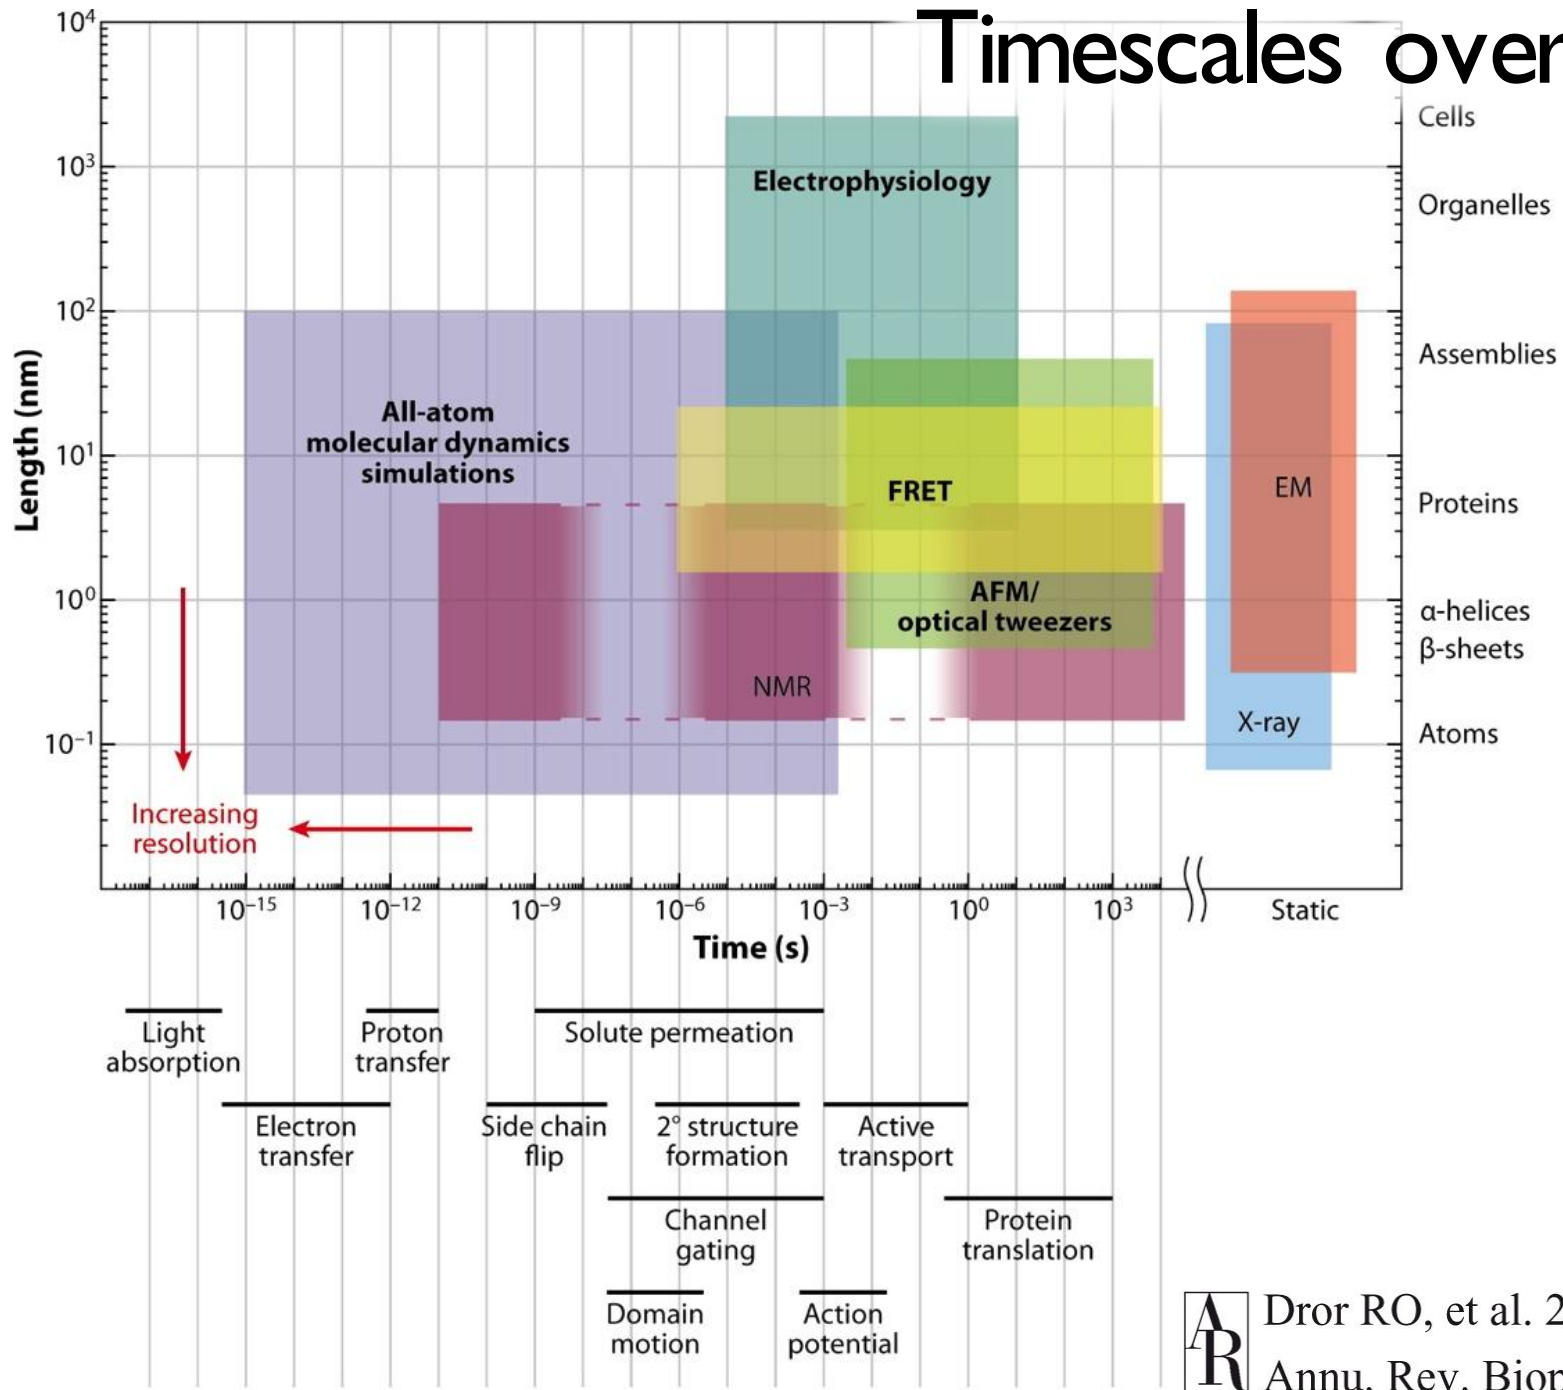 Timescales over
10⁴
10³
10²
10¹
10⁰
10⁻¹
Length (nm)
Cells
Organelles
Assemblies
Proteins
α-helices
β-sheets
Atoms
Electrophysiology
All-atom
molecular dynamics
simulations
FRET
EM
AFM/
optical tweezers
NMR
X-ray
Increasing
resolution
10⁻¹⁵ 10⁻¹² 10⁻⁹ 10⁻⁶ 10⁻³ 10⁰ 10³ Static
Time (s)
Light
absorption
Proton
transfer
Solute permeation
Electron
transfer
Side chain
flip
2° structure
formation
Active
transport
Channel
gating
Protein
translation
Domain
motion
Action
potential
AR
Dror RO, et al. 2
Annu. Rev. Biop